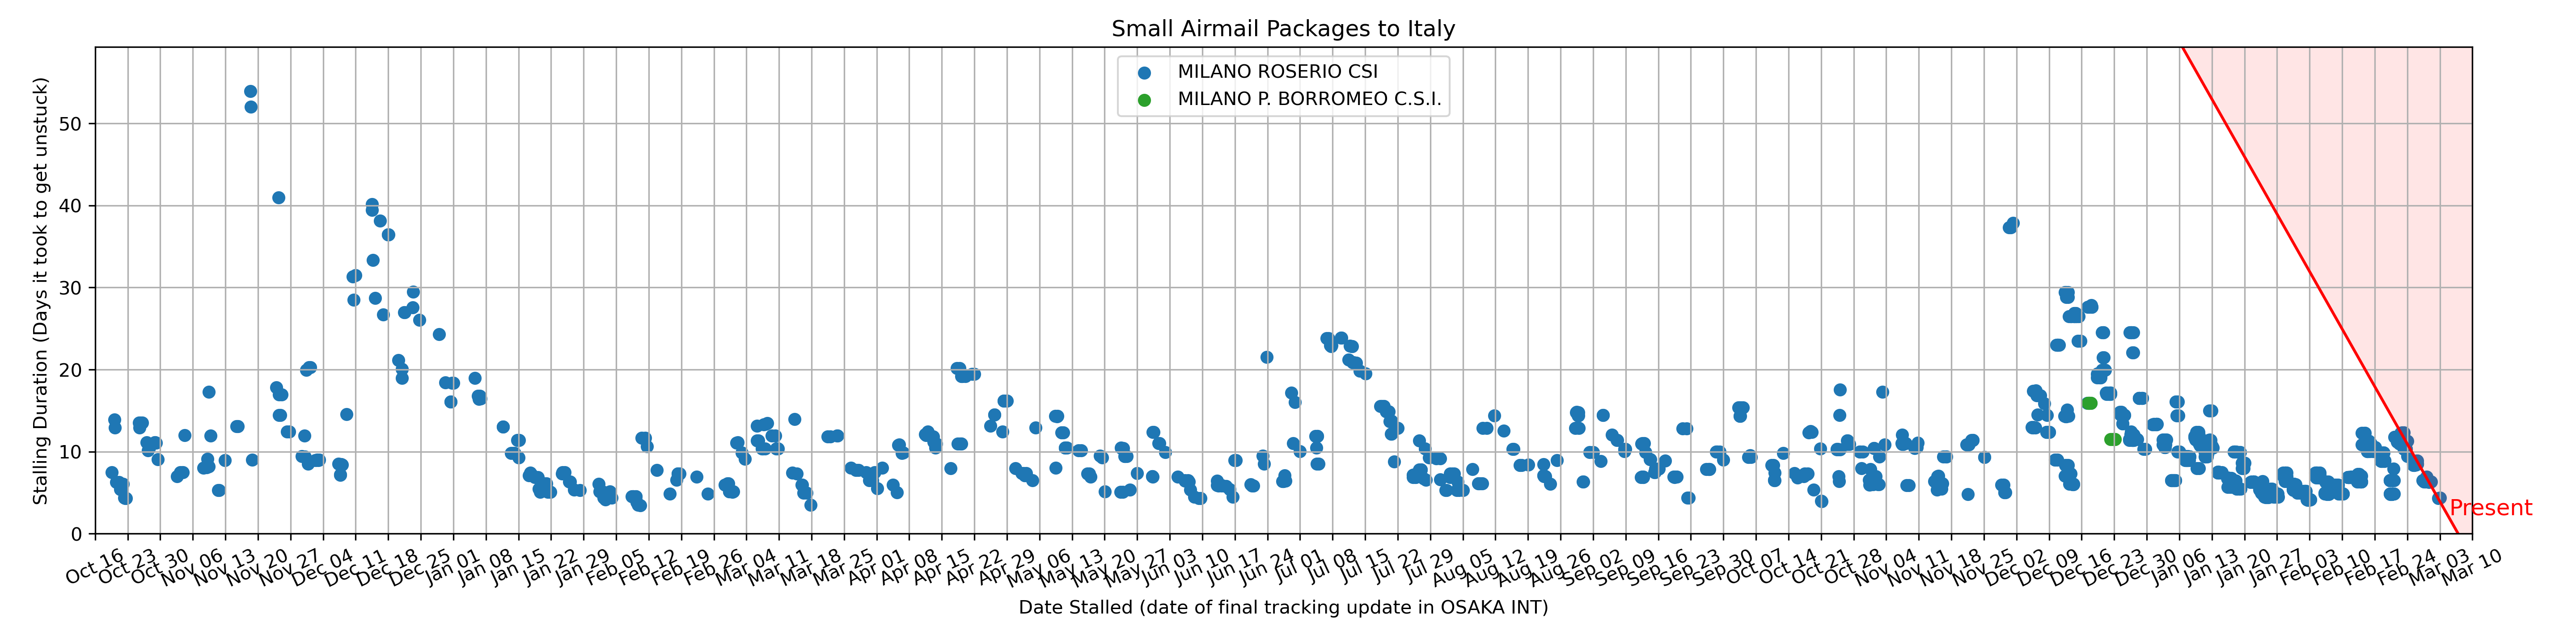 Small Airmail Packages to Italy
MILANO ROSERIO CSI
MILANO P. BORROMEO C.S.I.
Stalling Duration (Days it took to get unstuck)
50
40
30
20
10
0
Present
Oct 16 Oct 23 Oct 30 Nov 06 Nov 13 Nov 20 Nov 27 Dec 04 Dec 11 Dec 18 Dec 25 Jan 01 Jan 08 Jan 15 Jan 22 Jan 29 Feb 05 Feb 12 Feb 19 Feb 26 Mar 04 Mar 11 Mar 18 Mar 25 Apr 01 Apr 08 Apr 15 Apr 22 Apr 29 May 06 May 13 May 20 May 27 Jun 03 Jun 10 Jun 17 Jun 24 Jul 01 Jul 08 Jul 15 Jul 22 Jul 29 Aug 05 Aug 12 Aug 19 Aug 26 Sep 02 Sep 09 Sep 16 Sep 23 Sep 30 Oct 07 Oct 14 Oct 21 Oct 28 Nov 04 Nov 11 Nov 18 Nov 25 Dec 02 Dec 09 Dec 16 Dec 23 Dec 30 Jan 06 Jan 13 Jan 20 Jan 27 Feb 03 Feb 10 Feb 17 Feb 24 Mar 03 Mar 10
Date Stalled (date of final tracking update in OSAKA INT)